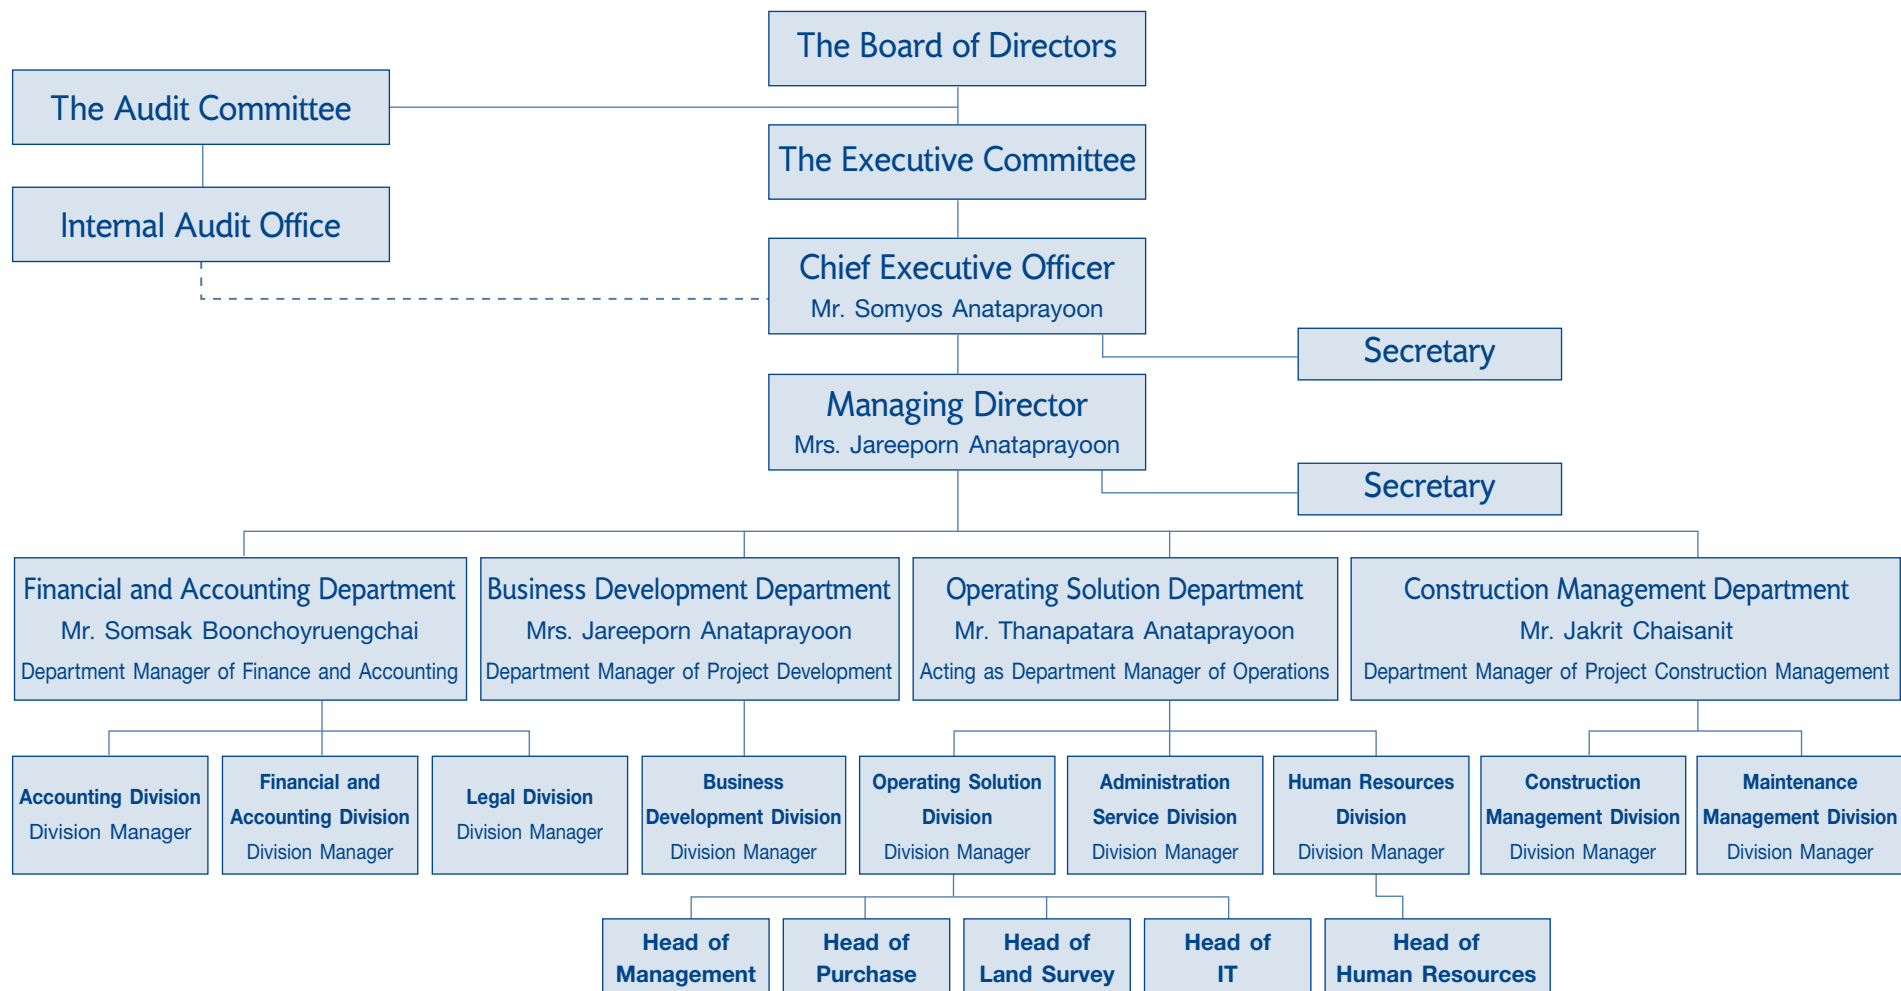 The Board of Directors
The Audit Committee
The Executive Committee
Internal Audit Office
Chief Executive Officer
Mr. Somyos Anataprayoon
Secretary
Managing Director
Mrs. Jareeporn Anataprayoon
Secretary
Financial and Accounting Department
Mr. Somsak Boonchoyruengchai
Department Manager of Finance and Accounting
Business Development Department
Mrs. Jareeporn Anataprayoon
Department Manager of Project Development
Operating Solution Department
Mr. Thanapatara Anataprayoon
Acting as Department Manager of Operations
Construction Management Department
Mr. Jakrit Chaisanit
Department Manager of Project Construction Management
Accounting Division
Division Manager
Financial and
Accounting Division
Division Manager
Legal Division
Division Manager
Business
Development Division
Division Manager
Operating Solution
Division
Division Manager
Administration
Service Division
Division Manager
Human Resources
Division
Division Manager
Construction
Management Division
Division Manager
Maintenance
Management Division
Division Manager
Head of
Management
Head of
Purchase
Head of
Land Survey
Head of
IT
Head of
Human Resources